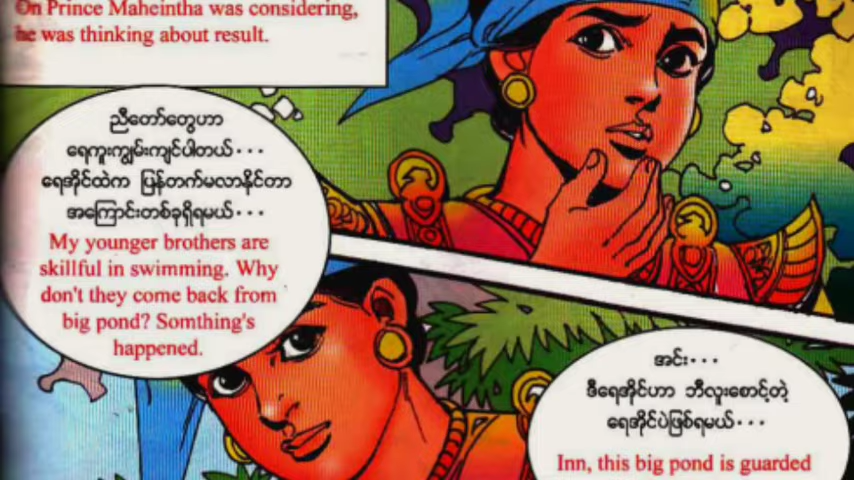 On Prince Maheintha was considering,
he was thinking about result.
ညီတော်တွေဟာ
ရေကူးကျွမ်းကျင်ပါတယ်...
ရေအိုင်ထဲက ပြန်တက်မလာနိုင်တာ
အကြောင်းတစ်ခုရှိရမယ်...
My younger brothers are
skillful in swimming. Why
don't they come back from
big pond? Somthing's
happened.
အင်း...
ဒီရေအိုင်ဟာ ဘီလူးစောင့်တဲ့
ရေအိုင်ပဲဖြစ်ရမယ်...
Inn, this big pond is guarded